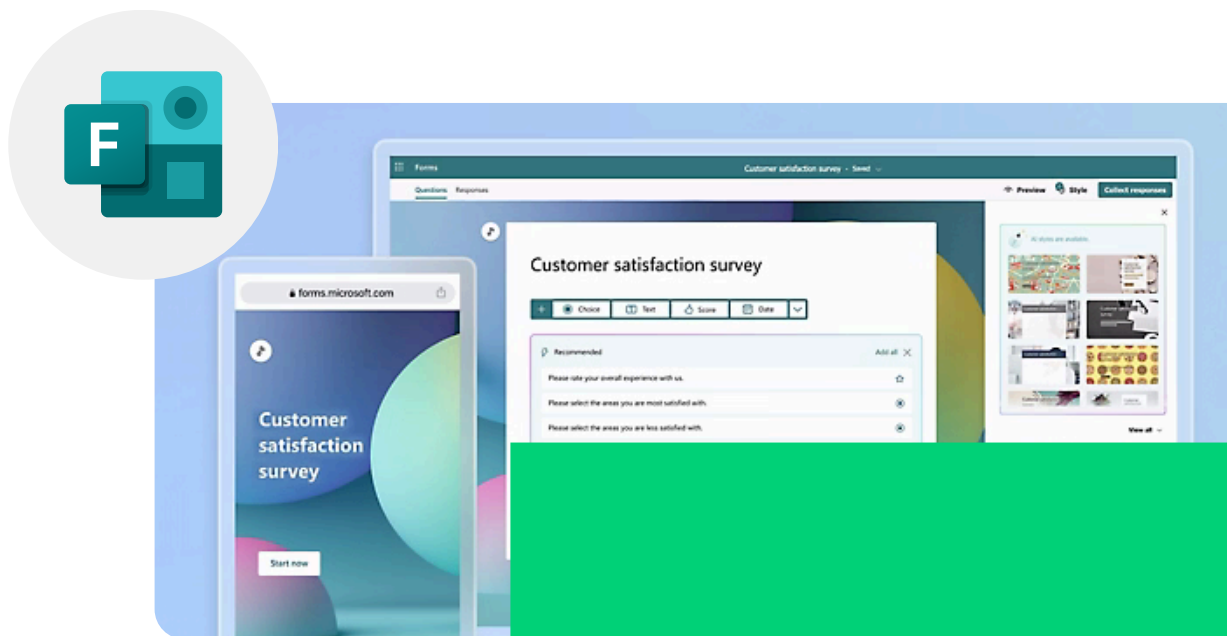 F
Forms
Customer satisfaction survey - Saved
Questions Responses
Preview Style Collect responses
AI styles are available
Customer satisfaction survey
+ Choice Text Score Date
Recommended Add all
Please rate your overall experience with us.
Please select the areas you are most satisfied with.
Please select the areas you are less satisfied with.
View all
forms.microsoft.com
Customer
satisfaction
survey
Start now